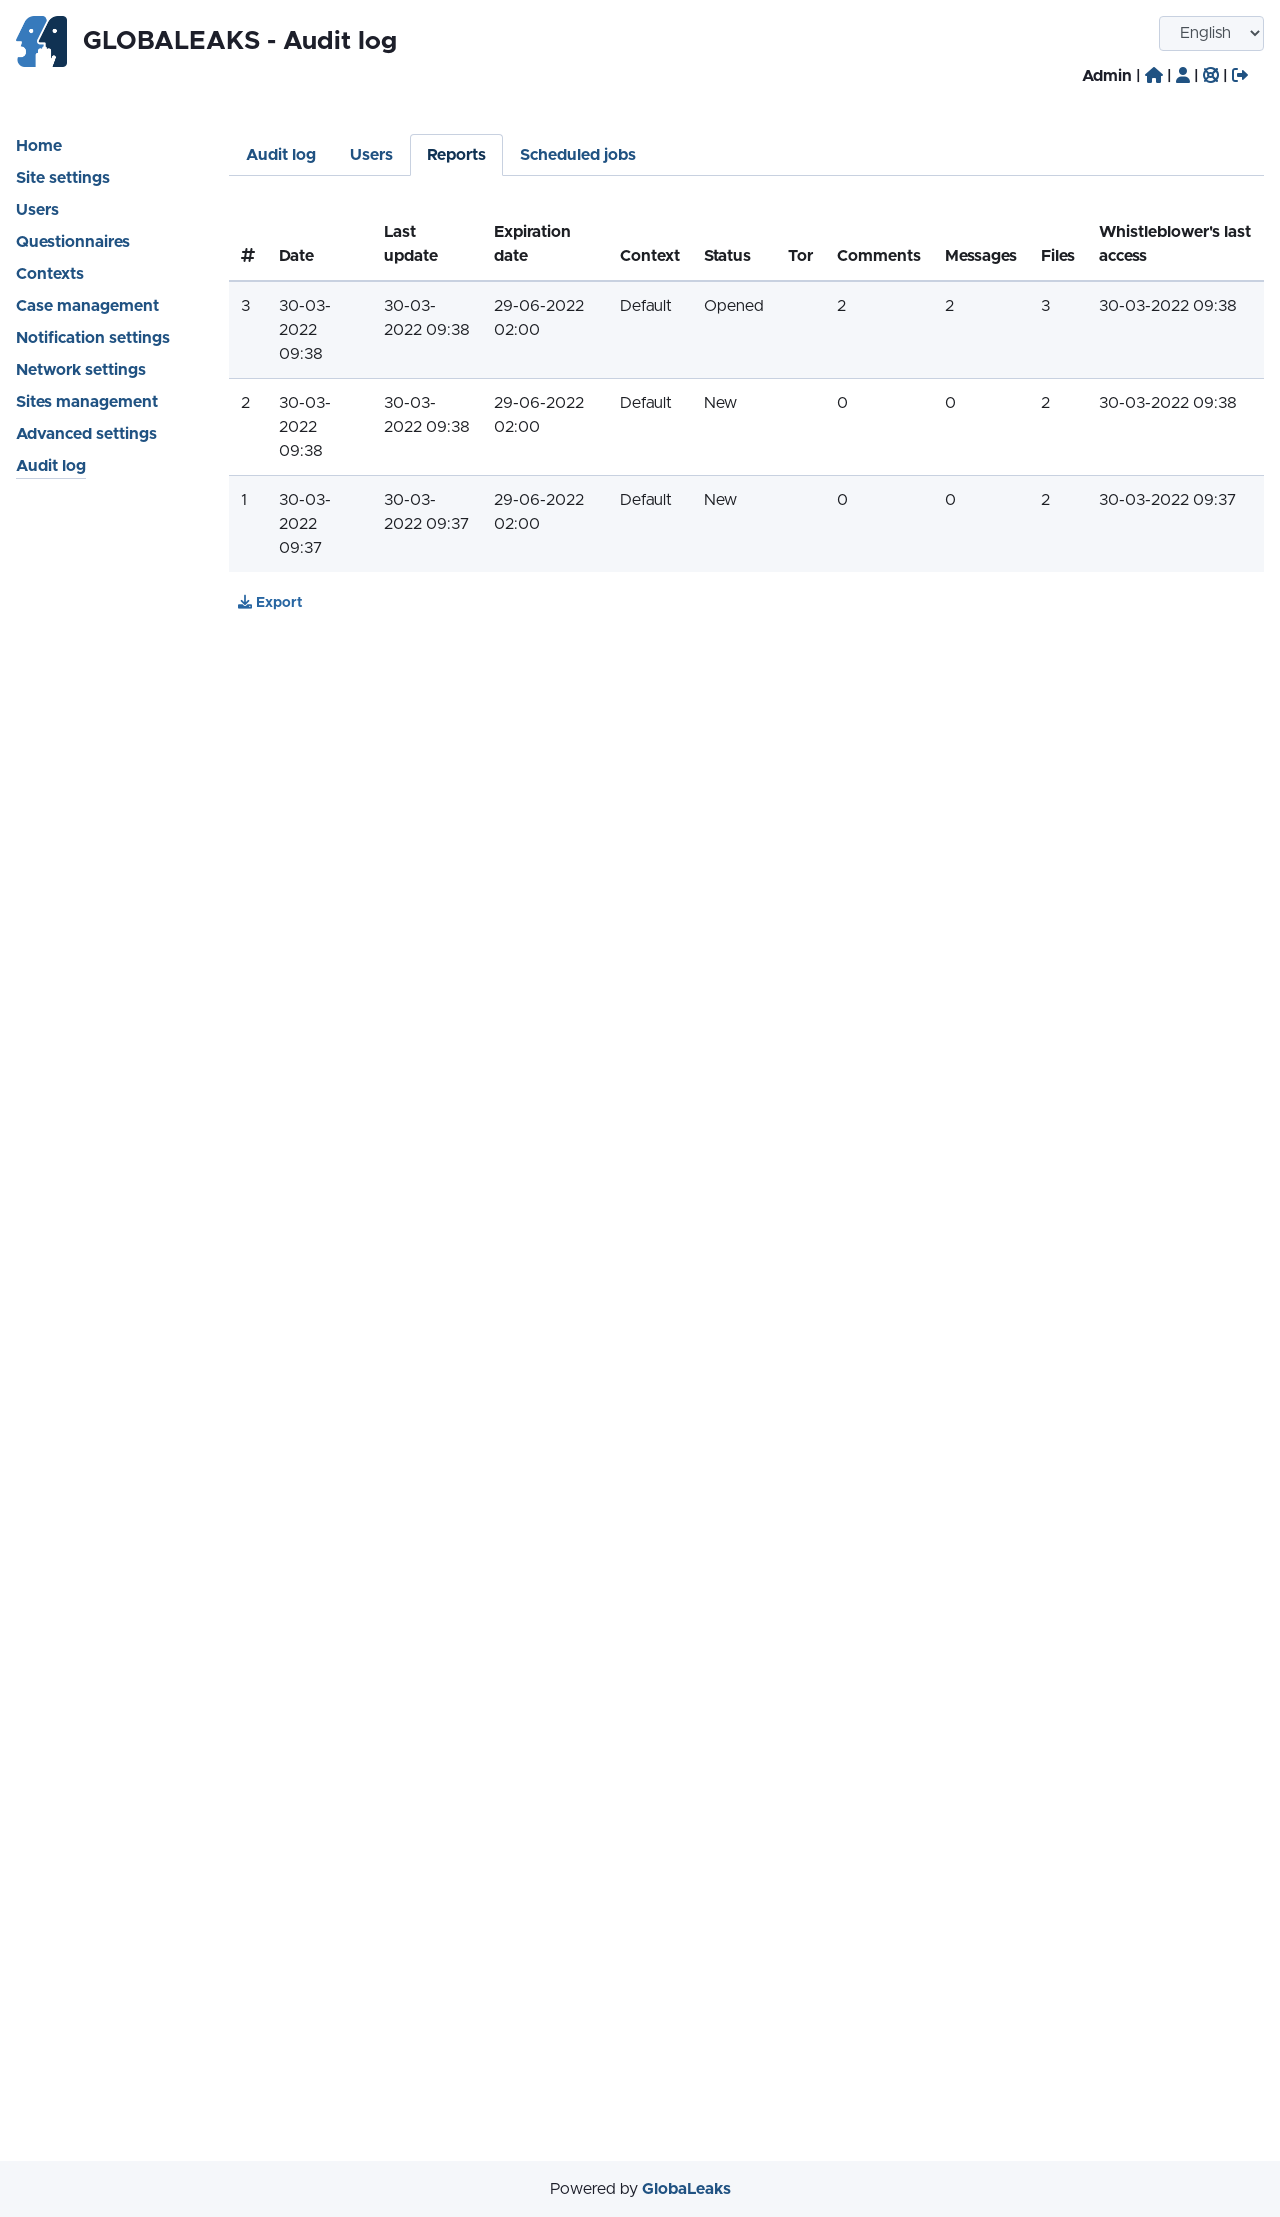 GLOBALEAKS - Audit log
English
Admin | | | |
Home
Site settings
Users
Questionnaires
Contexts
Case management
Notification settings
Network settings
Sites management
Advanced settings
Audit log
Audit log Users Reports Scheduled jobs
# Date Last update Expiration date Context Status Tor Comments Messages Files Whistleblower's last access
3 30-03-2022 09:38 30-03-2022 09:38 29-06-2022 02:00 Default Opened 2 2 3 30-03-2022 09:38
2 30-03-2022 09:38 30-03-2022 09:38 29-06-2022 02:00 Default New 0 0 2 30-03-2022 09:38
1 30-03-2022 09:37 30-03-2022 09:37 29-06-2022 02:00 Default New 0 0 2 30-03-2022 09:37
Export
Powered by GlobaLeaks